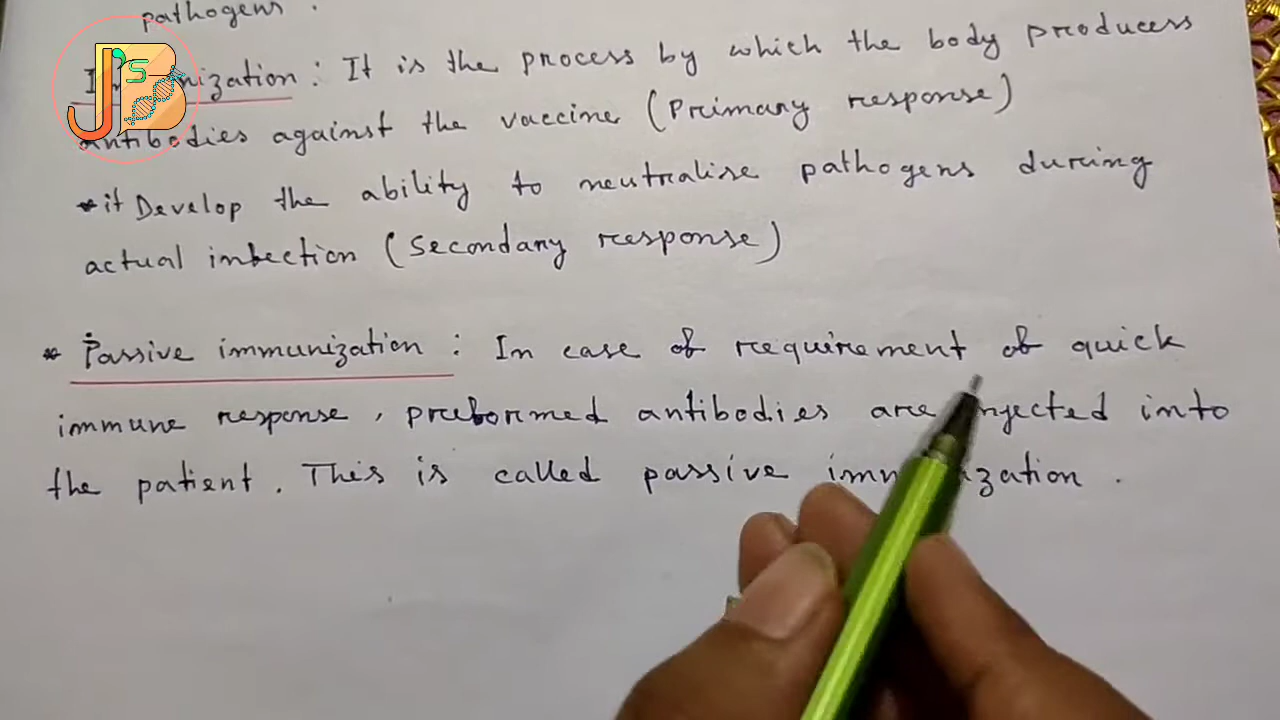 pathogens.
J'sB
Immunization : It is the process by which the body producers
antibodies against the vaccine (Primary response)
*it Develop the ability to neutralise pathogens during
actual infection (Secondary response)
* Passive immunization : In case of requirement of quick
immune response, preformed antibodies are injected into
the patient. This is called passive immunization.